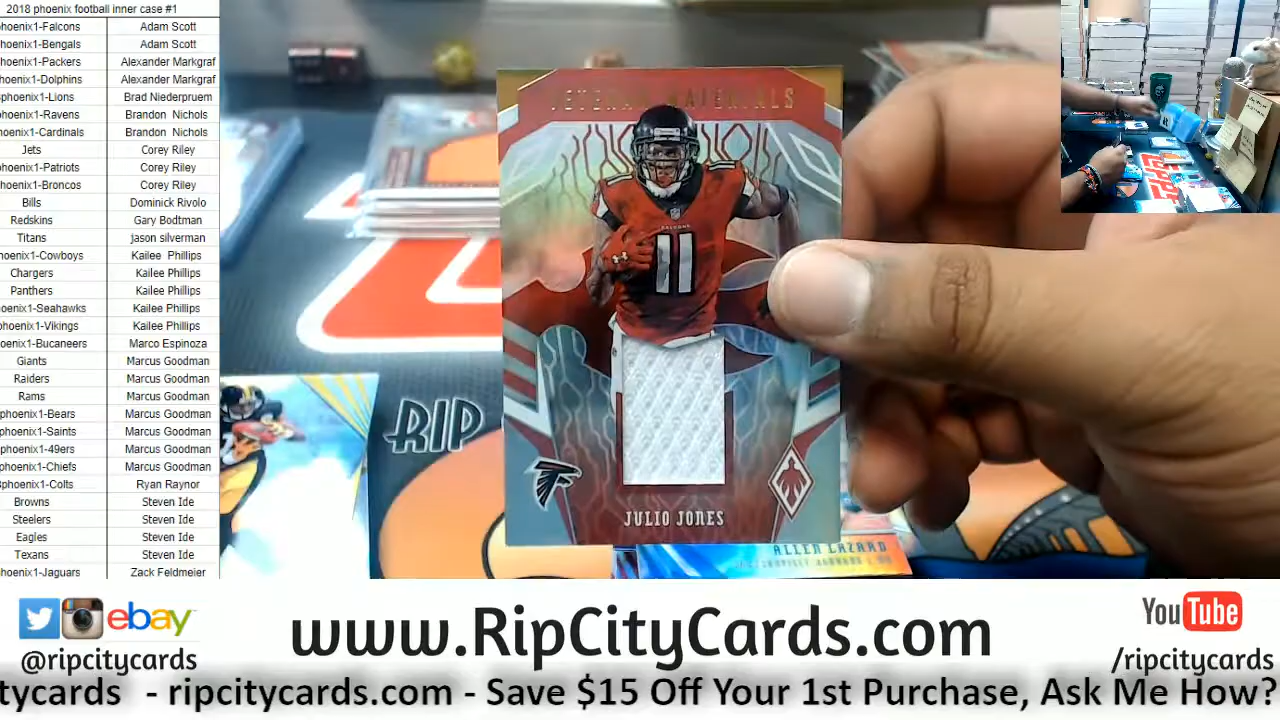 2018 phoenix football inner case #1
hoenix1-Falcons Adam Scott
hoenix1-Bengals Adam Scott
hoenix1-Packers Alexander Markgraf
hoenix1-Dolphins Alexander Markgraf
phoenix1-Lions Brad Niederpruem
hoenix1-Ravens Brandon Nichols
hoenix1-Cardinals Brandon Nichols
Jets Corey Riley
phoenix1-Patriots Corey Riley
hoenix1-Broncos Corey Riley
Bills Dominick Rivolo
Redskins Gary Bodtman
Titans jason silverman
hoenix1-Cowboys Kailee Phillips
Chargers Kailee Phillips
Panthers Kailee Phillips
oenix1-Seahawks Kailee Phillips
phoenix1-Vikings Kailee Phillips
oenix1-Bucaneers Marco Espinoza
Giants Marcus Goodman
Raiders Marcus Goodman
Rams Marcus Goodman
phoenix1-Bears Marcus Goodman
phoenix1-Saints Marcus Goodman
phoenix1-49ers Marcus Goodman
hoenix1-Chiefs Marcus Goodman
phoenix1-Colts Ryan Raynor
Browns Steven Ide
Steelers Steven Ide
Eagles Steven Ide
Texans Steven Ide
hoenix1-Jaguars Zack Feldmeier
VETERAN MATERIALS
FALCONS
11
11
JULIO JONES
RIP
ALLEN LAZARD
ebay
@ripcitycards
www.RipCityCards.com
YouTube
/ripcitycards
tycards - ripcitycards.com - Save $15 Off Your 1st Purchase, Ask Me How?